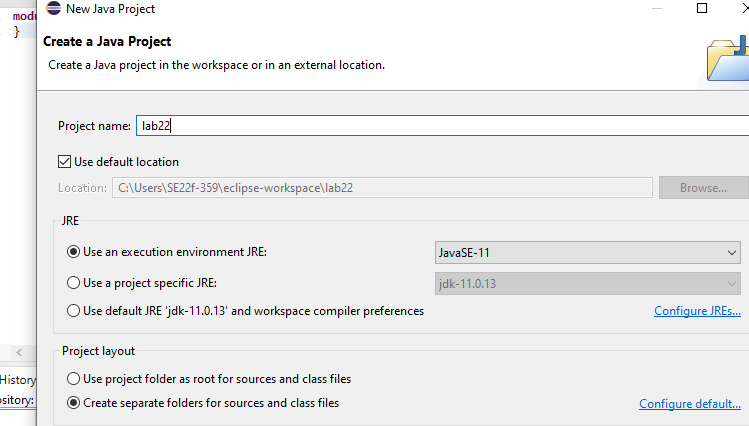 New Java Project
modu
}
Create a Java Project
Create a Java project in the workspace or in an external location.
Project name: lab22
Use default location
Location: C:\Users\SE22f-359\eclipse-workspace\lab22 Browse...
JRE
Use an execution environment JRE: JavaSE-11
Use a project specific JRE: jdk-11.0.13
Use default JRE 'jdk-11.0.13' and workspace compiler preferences Configure JREs...
Project layout
Use project folder as root for sources and class files
History
Create separate folders for sources and class files Configure default...
ository: